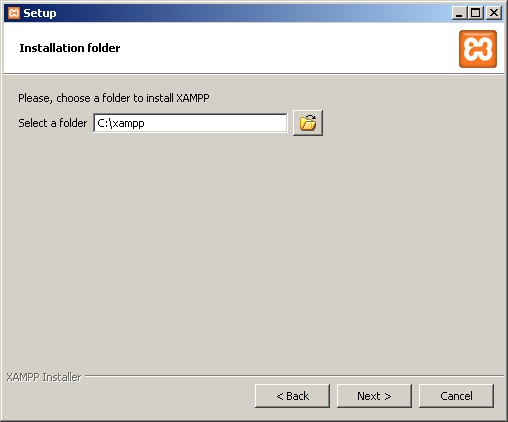 Setup
Installation folder
Please, choose a folder to install XAMPP
Select a folder C:\xampp
XAMPP Installer
< Back Next > Cancel